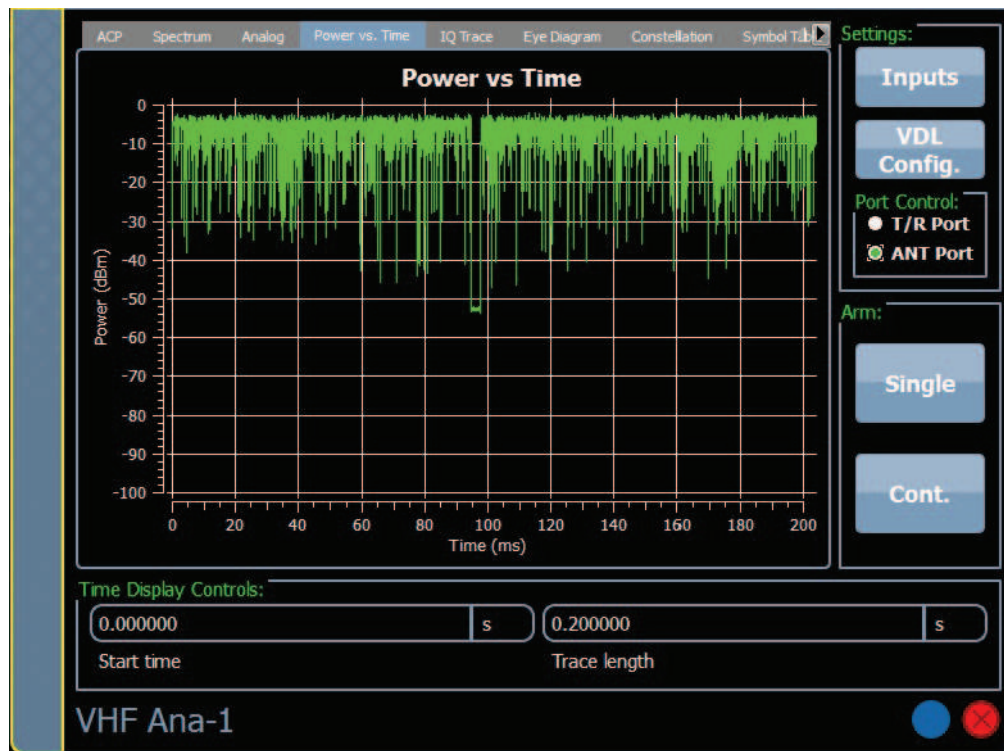 ACP Spectrum Analog Power vs. Time IQ Trace Eye Diagram Constellation
Symbol
Power vs Time
Power (dBm)
0
-10
-20
-30
-40
-50
-60
-70
-80
-90
-100
0 20 40 60 80 100 120 140 160 180 200
Time (ms)
Settings:
Inputs
VDL
Config.
Port Control:
T/R Port
ANT Port
Arm:
Single
Cont.
Time Display Controls:
0.000000 s
Start time
0.200000 s
Trace length
VHF Ana-1